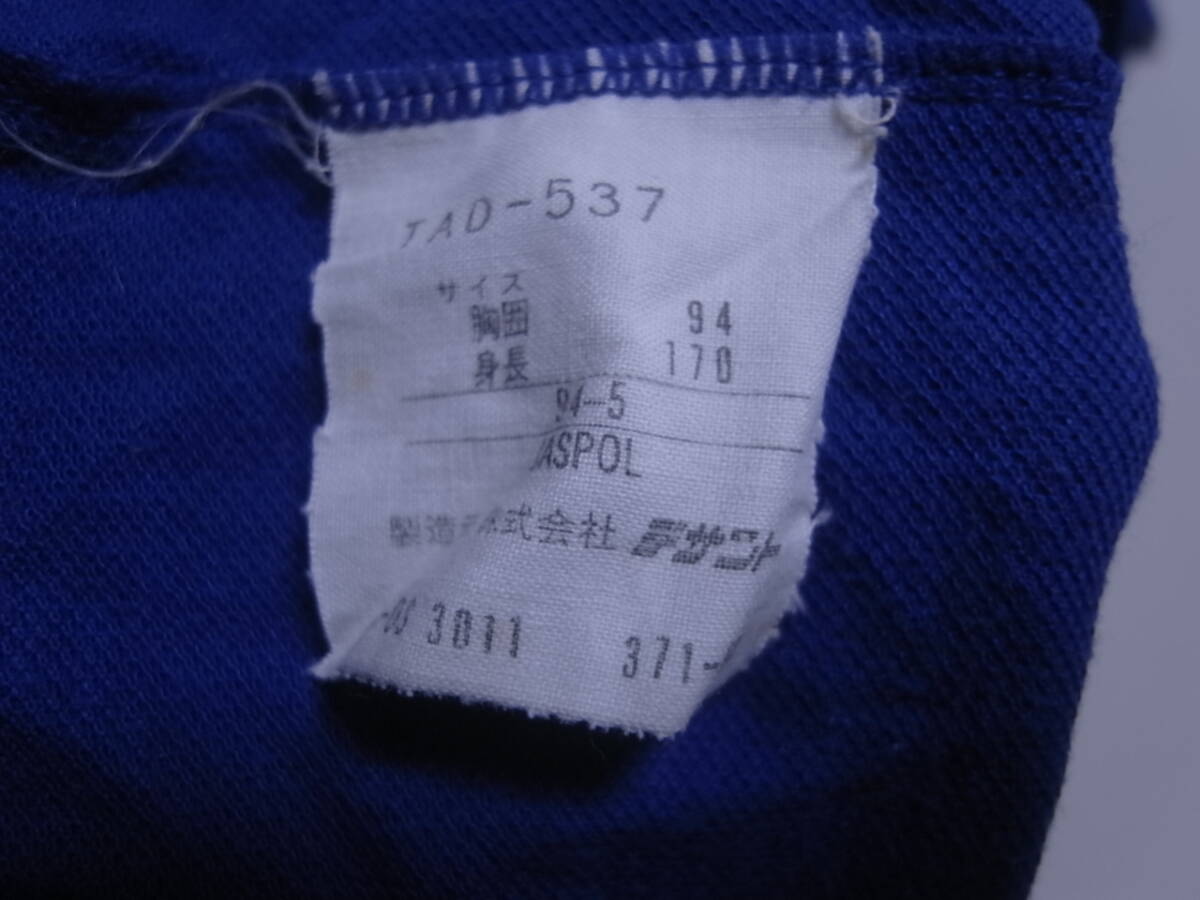 TAD-537
サイズ
胸囲 94
身長 170
94-5
JASPOL
製造 株式会社 デサント
3011 371-